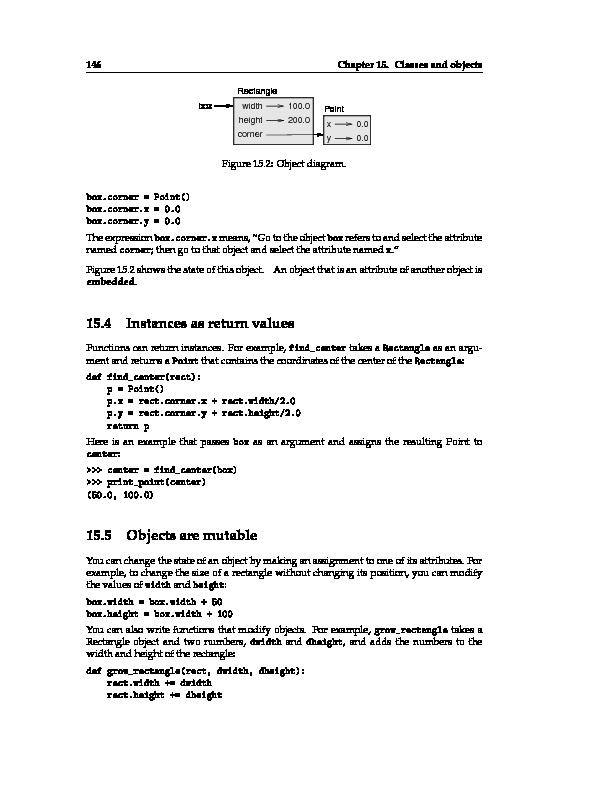 146 Chapter 15. Classes and objects
Rectangle
box width 100.0 Point
height 200.0 x 0.0
corner y 0.0
Figure 15.2: Object diagram.
box.corner = Point()
box.corner.x = 0.0
box.corner.y = 0.0
The expression box.corner.x means, “Go to the object box refers to and select the attribute
named corner; then go to that object and select the attribute named x.”
Figure 15.2 shows the state of this object. An object that is an attribute of another object is
embedded.
15.4 Instances as return values
Functions can return instances. For example, find_center takes a Rectangle as an argu-
ment and returns a Point that contains the coordinates of the center of the Rectangle:
def find_center(rect):
    p = Point()
    p.x = rect.corner.x + rect.width/2.0
    p.y = rect.corner.y + rect.height/2.0
    return p
Here is an example that passes box as an argument and assigns the resulting Point to
center:
>>> center = find_center(box)
>>> print_point(center)
(50.0, 100.0)
15.5 Objects are mutable
You can change the state of an object by making an assignment to one of its attributes. For
example, to change the size of a rectangle without changing its position, you can modify
the values of width and height:
box.width = box.width + 50
box.height = box.width + 100
You can also write functions that modify objects. For example, grow_rectangle takes a
Rectangle object and two numbers, dwidth and dheight, and adds the numbers to the
width and height of the rectangle:
def grow_rectangle(rect, dwidth, dheight):
    rect.width += dwidth
    rect.height += dheight